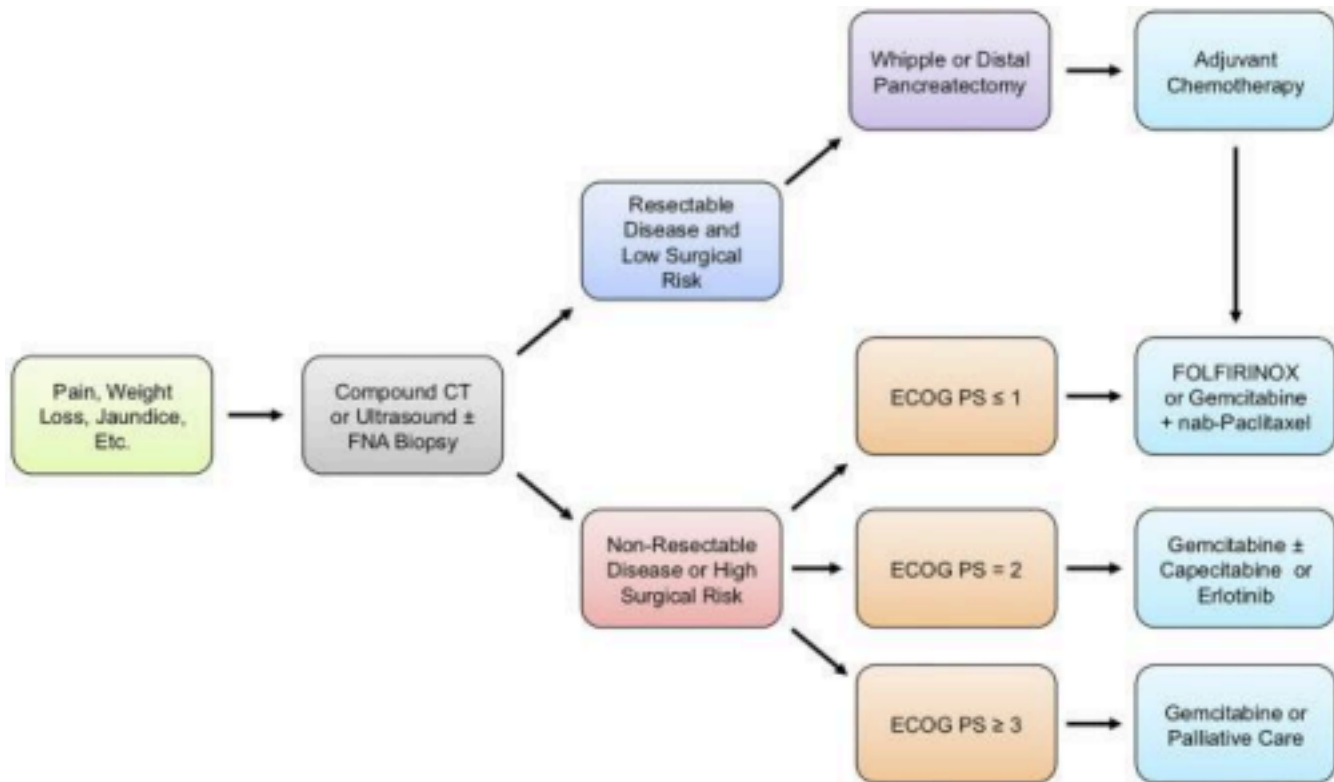 Whipple or Distal
Pancreatectomy
Adjuvant
Chemotherapy
Resectable
Disease and
Low Surgical
Risk
Pain, Weight
Loss, Jaundice,
Etc.
Compound CT
or Ultrasound ±
FNA Biopsy
ECOG PS ≤ 1
FOLFIRINOX
or Gemcitabine
+ nab-Paclitaxel
Non-Resectable
Disease or High
Surgical Risk
ECOG PS = 2
Gemcitabine ±
Capecitabine or
Erlotinib
ECOG PS ≥ 3
Gemcitabine or
Palliative Care